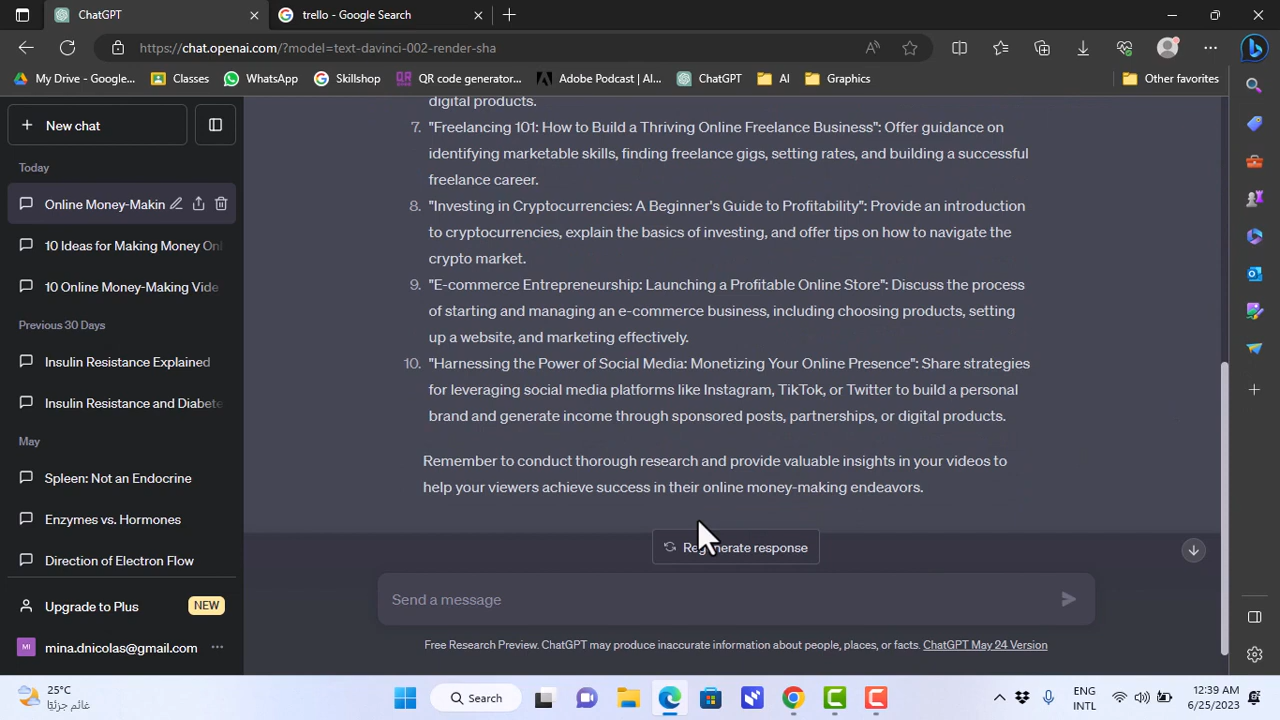 ChatGPT
trello - Google Search
https://chat.openai.com/?model=text-davinci-002-render-sha
My Drive - Google...
Classes
WhatsApp
Skillshop
QR code generator...
Adobe Podcast | Al...
ChatGPT
AI
Graphics
Other favorites
New chat
Today
Online Money-Makin
10 Ideas for Making Money Onl
10 Online Money-Making Vide
Previous 30 Days
Insulin Resistance Explained
Insulin Resistance and Diabete
May
Spleen: Not an Endocrine
Enzymes vs. Hormones
Direction of Electron Flow
Upgrade to Plus
NEW
MI
mina.dnicolas@gmail.com
digital products.
7. "Freelancing 101: How to Build a Thriving Online Freelance Business": Offer guidance on
identifying marketable skills, finding freelance gigs, setting rates, and building a successful
freelance career.
8. "Investing in Cryptocurrencies: A Beginner's Guide to Profitability": Provide an introduction
to cryptocurrencies, explain the basics of investing, and offer tips on how to navigate the
crypto market.
9. "E-commerce Entrepreneurship: Launching a Profitable Online Store": Discuss the process
of starting and managing an e-commerce business, including choosing products, setting
up a website, and marketing effectively.
10. "Harnessing the Power of Social Media: Monetizing Your Online Presence": Share strategies
for leveraging social media platforms like Instagram, TikTok, or Twitter to build a personal
brand and generate income through sponsored posts, partnerships, or digital products.
Remember to conduct thorough research and provide valuable insights in your videos to
help your viewers achieve success in their online money-making endeavors.
Regenerate response
Send a message
Free Research Preview. ChatGPT may produce inaccurate information about people, places, or facts. ChatGPT May 24 Version
25°C
غائم جزئيًا
Search
ENG
INTL
12:39 AM
6/25/2023